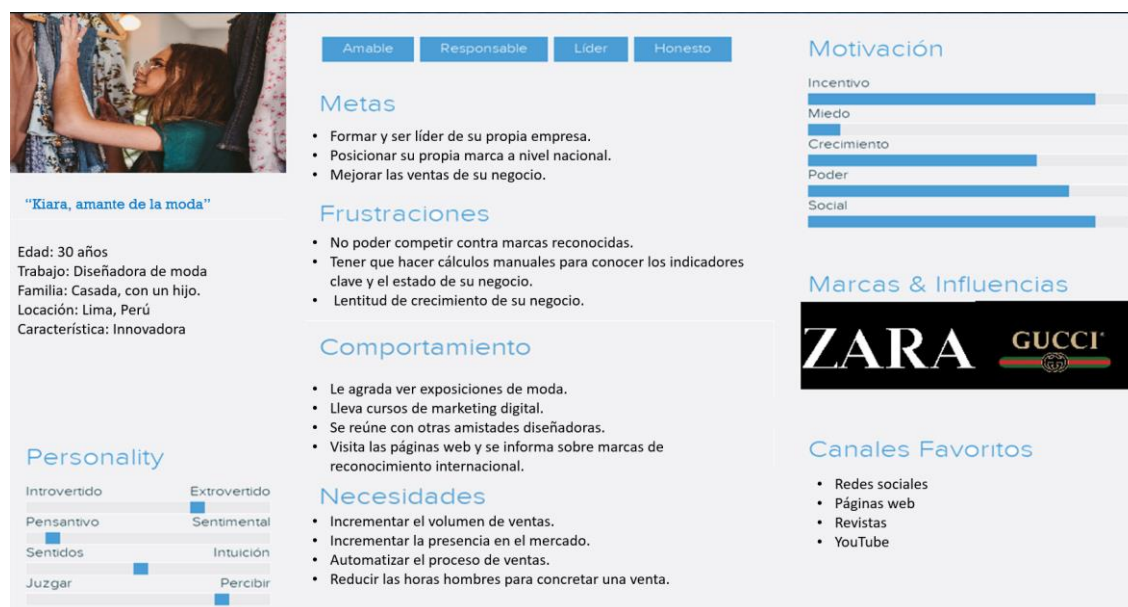 “Kiara, amante de la moda”
Edad: 30 años
Trabajo: Diseñadora de moda
Familia: Casada, con un hijo.
Locación: Lima, Perú
Característica: Innovadora
Personality
Introvertido Extrovertido
Pensantivo Sentimental
Sentidos Intuición
Juzgar Percibir
Amable Responsable Líder Honesto
Metas
• Formar y ser líder de su propia empresa.
• Posicionar su propia marca a nivel nacional.
• Mejorar las ventas de su negocio.
Frustraciones
• No poder competir contra marcas reconocidas.
• Tener que hacer cálculos manuales para conocer los indicadores
clave y el estado de su negocio.
• Lentitud de crecimiento de su negocio.
Comportamiento
• Le agrada ver exposiciones de moda.
• Lleva cursos de marketing digital.
• Se reúne con otras amistades diseñadoras.
• Visita las páginas web y se informa sobre marcas de
reconocimiento internacional.
Necesidades
• Incrementar el volumen de ventas.
• Incrementar la presencia en el mercado.
• Automatizar el proceso de ventas.
• Reducir las horas hombres para concretar una venta.
Motivación
Incentivo
Miedo
Crecimiento
Poder
Social
Marcas & Influencias
ZARA GUCCI
Canales Favoritos
• Redes sociales
• Páginas web
• Revistas
• YouTube